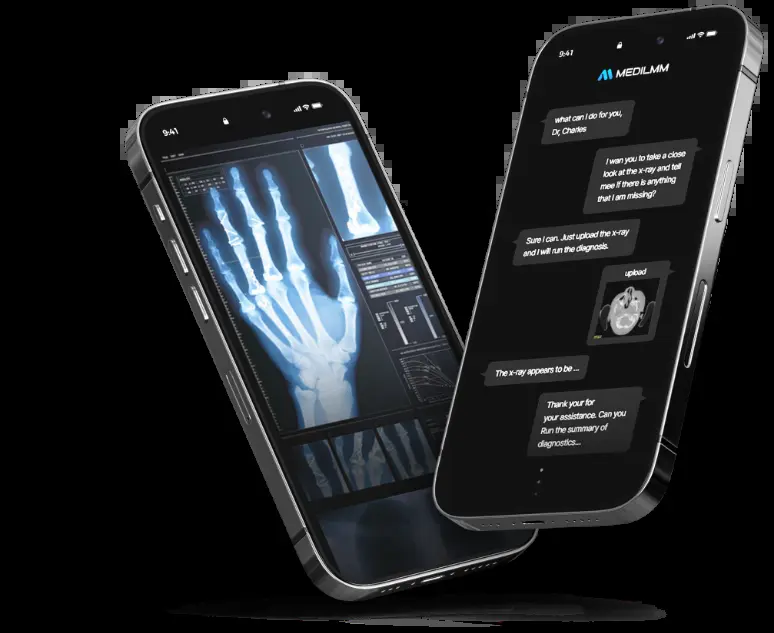 9:41
9:41
MEDILMM
what can I do for you,
Dr, Charles
I wan you to take a close
look at the x-ray and tell
mee if there is anything
that I am missing?
Sure I can. Just upload the x-ray
and I will run the diagnosis.
upload
The x-ray appears to be ...
Thank your for
your assistance. Can you
Run the summary of
diagnostics...